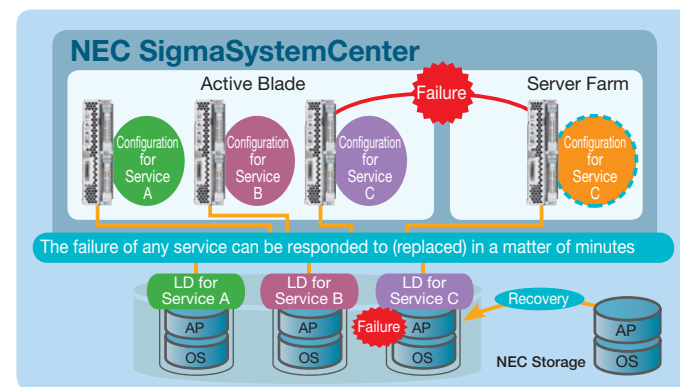 NEC SigmaSystemCenter
Active Blade
Server Farm
Failure
Configuration
for
Service
A
Configuration
for
Service
B
Configuration
for
Service
C
Configuration
for
Service
C
The failure of any service can be responded to (replaced) in a matter of minutes
LD for
Service A
LD for
Service B
LD for
Service C
Recovery
AP
OS
AP
OS
Failure
AP
OS
AP
OS
NEC Storage